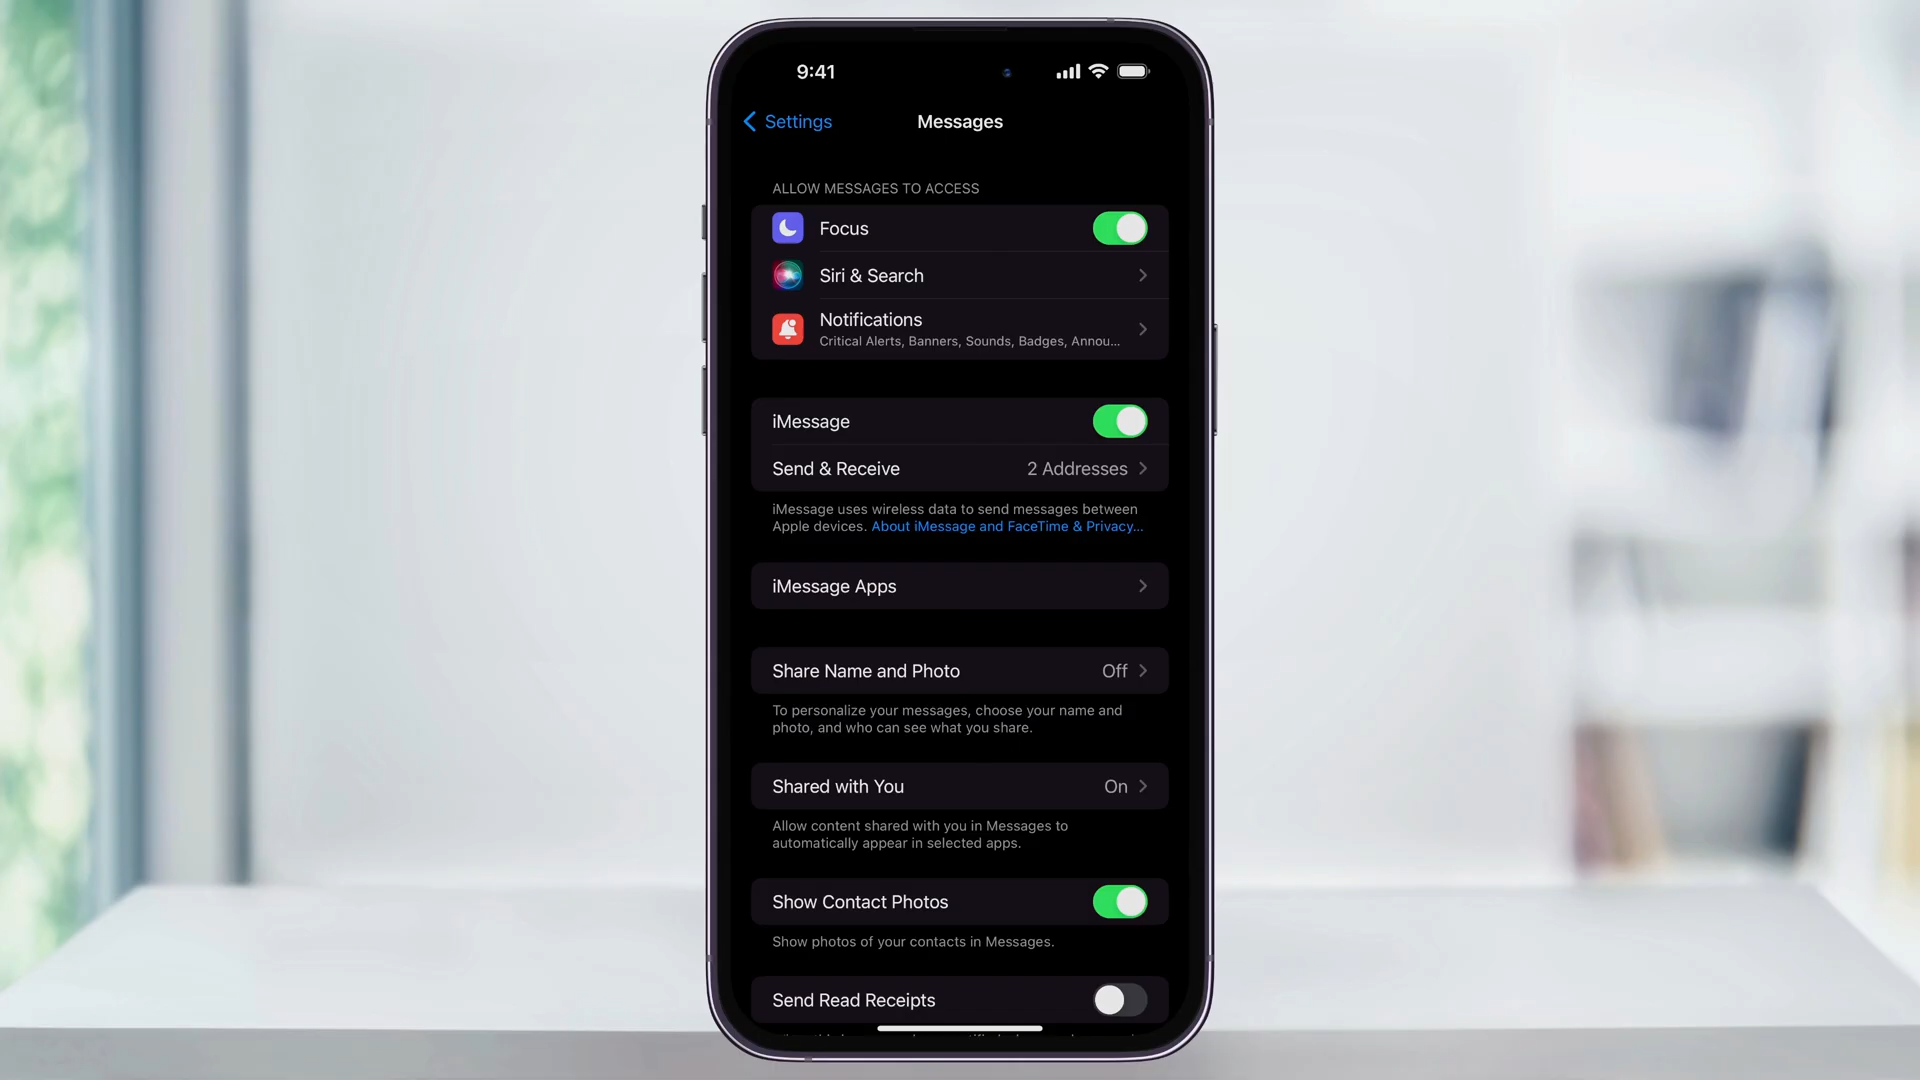 9:41
Settings
Messages
ALLOW MESSAGES TO ACCESS
Focus
Siri & Search
Notifications
Critical Alerts, Banners, Sounds, Badges, Annou...
iMessage
Send & Receive 2 Addresses
iMessage uses wireless data to send messages between
Apple devices. About iMessage and FaceTime & Privacy...
iMessage Apps
Share Name and Photo Off
To personalize your messages, choose your name and
photo, and who can see what you share.
Shared with You On
Allow content shared with you in Messages to
automatically appear in selected apps.
Show Contact Photos
Show photos of your contacts in Messages.
Send Read Receipts